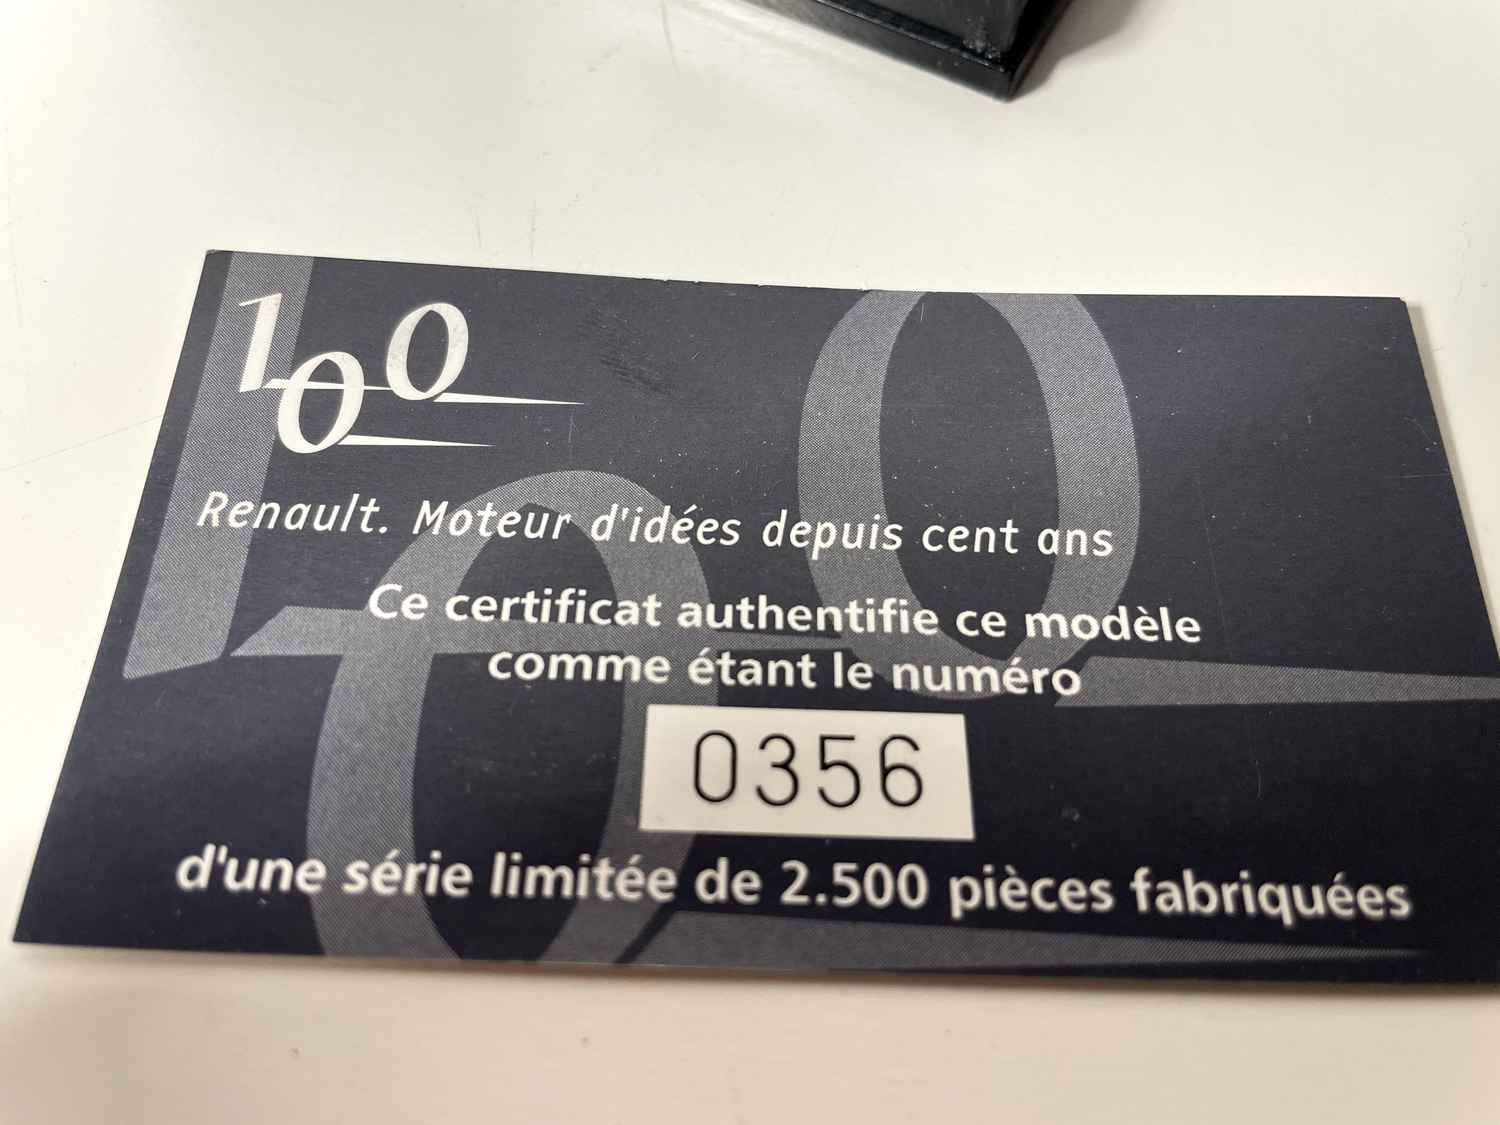 100
Renault. Moteur d'idées depuis cent ans
Ce certificat authentifie ce modèle
comme étant le numéro
0356
d'une série limitée de 2.500 pièces fabriquées